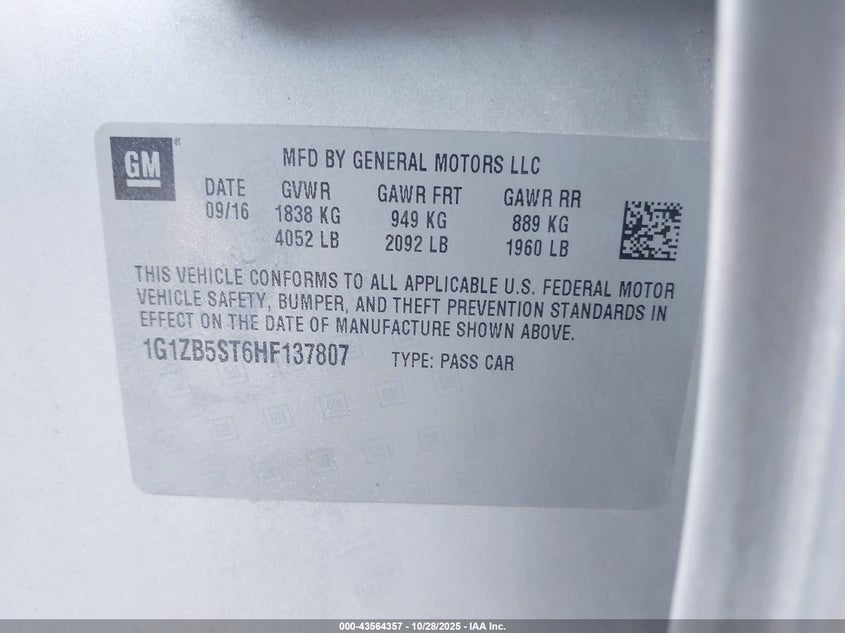 GM
MFD BY GENERAL MOTORS LLC
DATE GVWR GAWR FRT GAWR RR
09/16 1838 KG 949 KG 889 KG
4052 LB 2092 LB 1960 LB
THIS VEHICLE CONFORMS TO ALL APPLICABLE U.S. FEDERAL MOTOR
VEHICLE SAFETY, BUMPER, AND THEFT PREVENTION STANDARDS IN
EFFECT ON THE DATE OF MANUFACTURE SHOWN ABOVE.
1G1ZB5ST6HF137807 TYPE: PASS CAR
000-43564357 - 10/28/2025 - IAA Inc.